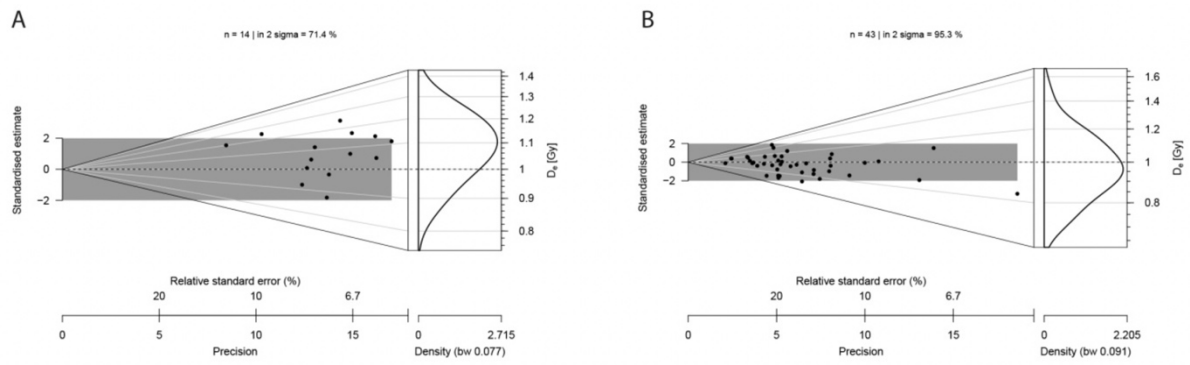 A
n = 14 | in 2 sigma = 71.4 %
Standardised estimate
2
0
−2
1.4
1.3
1.2
1.1
1
0.9
0.8
De [Gy]
Relative standard error (%)
20 10 6.7
0 5 10 15
Precision
0 2.715
Density (bw 0.077)
B
n = 43 | in 2 sigma = 95.3 %
Standardised estimate
2
0
−2
1.6
1.4
1.2
1
0.8
De [Gy]
Relative standard error (%)
20 10 6.7
0 5 10 15
Precision
0 2.205
Density (bw 0.091)